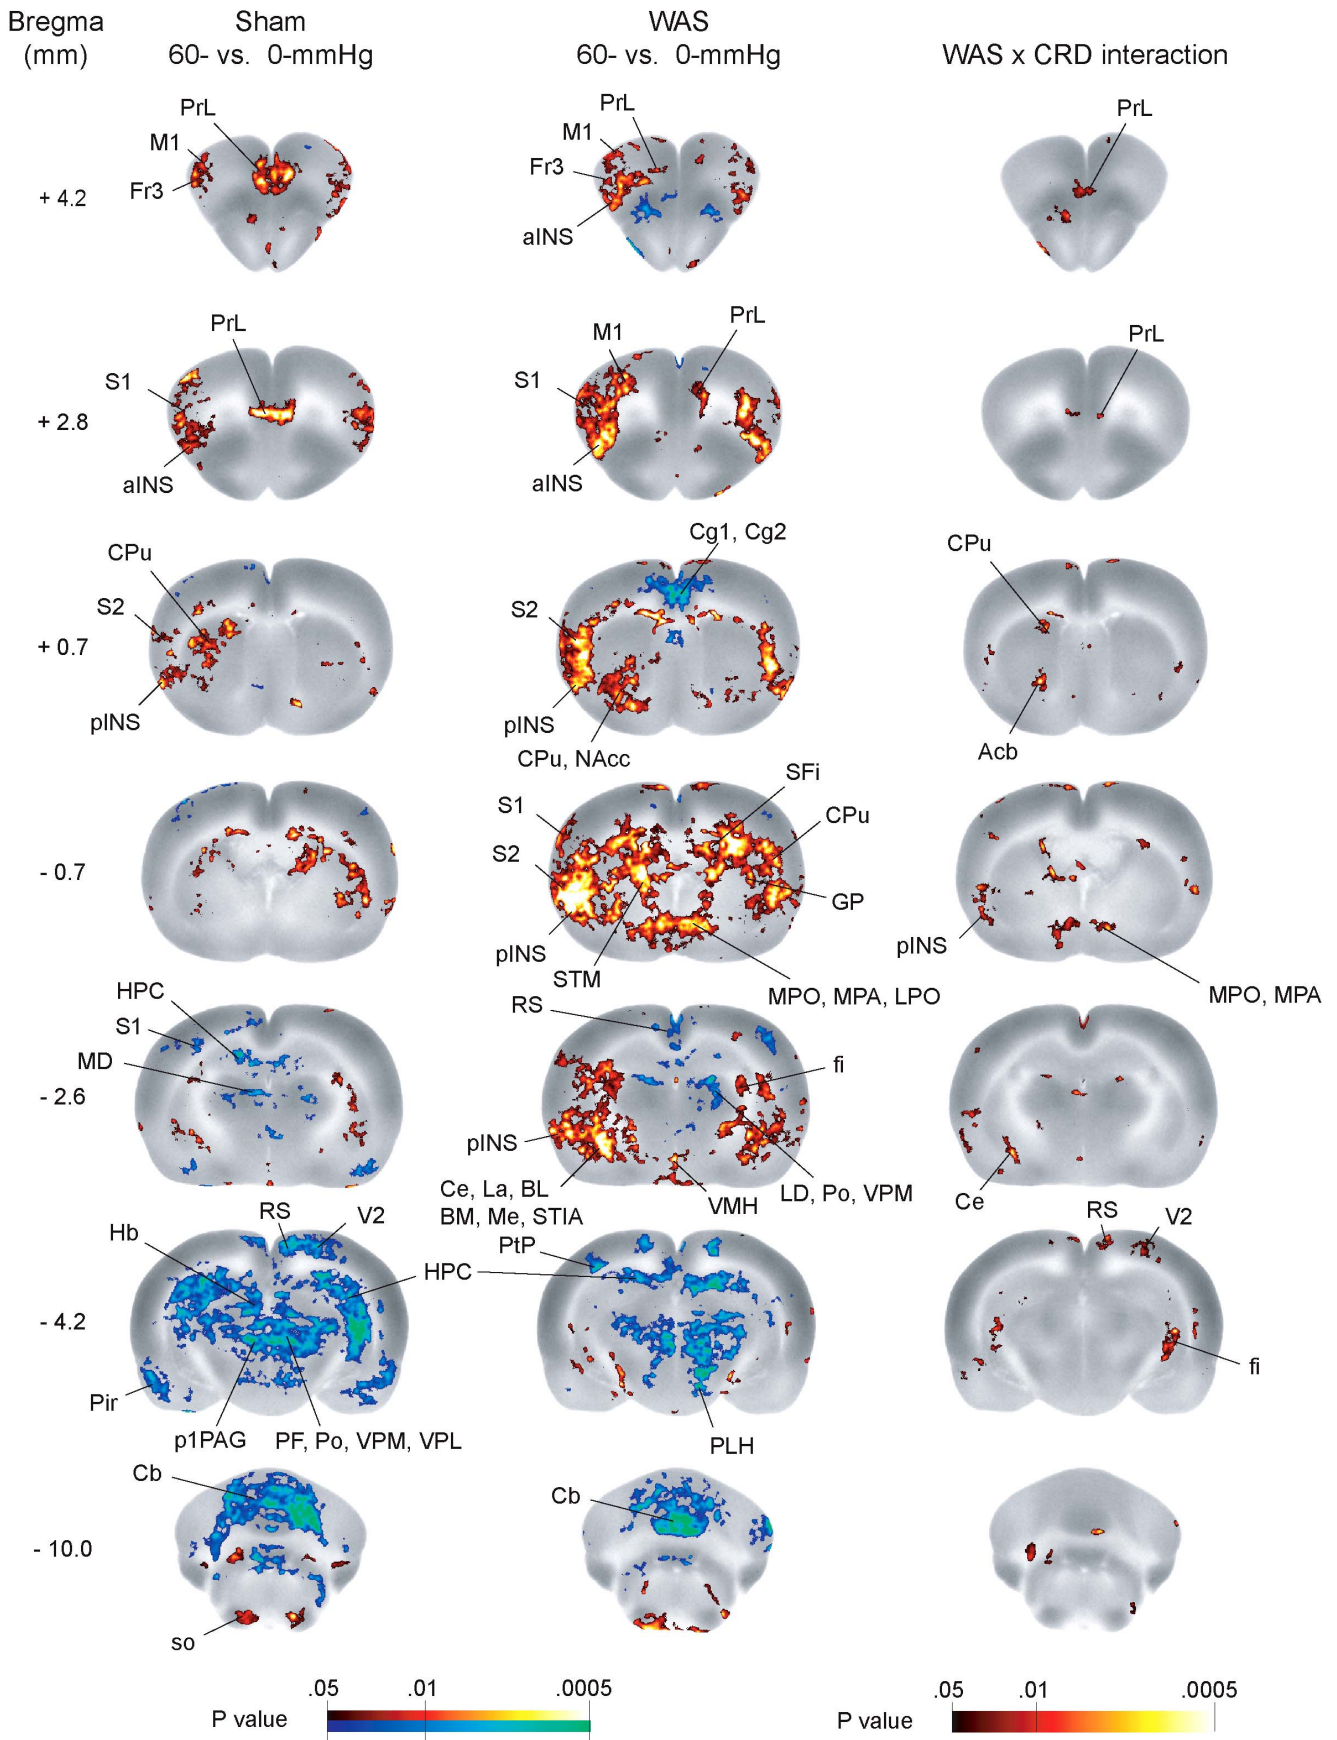 Bregma
(mm)
Sham
60- vs. 0-mmHg
WAS
60- vs. 0-mmHg
WAS x CRD interaction
+ 4.2
PrL
M1
Fr3
PrL
M1
Fr3
aINS
PrL
+ 2.8
PrL
S1
aINS
M1
PrL
S1
aINS
PrL
+ 0.7
CPu
S2
pINS
Cg1, Cg2
S2
pINS
CPu, NAcc
CPu
Acb
- 0.7
S1
S2
pINS
STM
SFi
CPu
GP
MPO, MPA, LPO
pINS
MPO, MPA
- 2.6
HPC
S1
MD
RS
fi
pINS
Ce, La, BL
BM, Me, STIA
VMH
LD, Po, VPM
Ce
- 4.2
Hb
RS
V2
HPC
Pir
p1PAG
PF, Po, VPM, VPL
PtP
PLH
RS
V2
fi
- 10.0
Cb
so
Cb
.05
.01
.0005
P value
.05
.01
.0005
P value